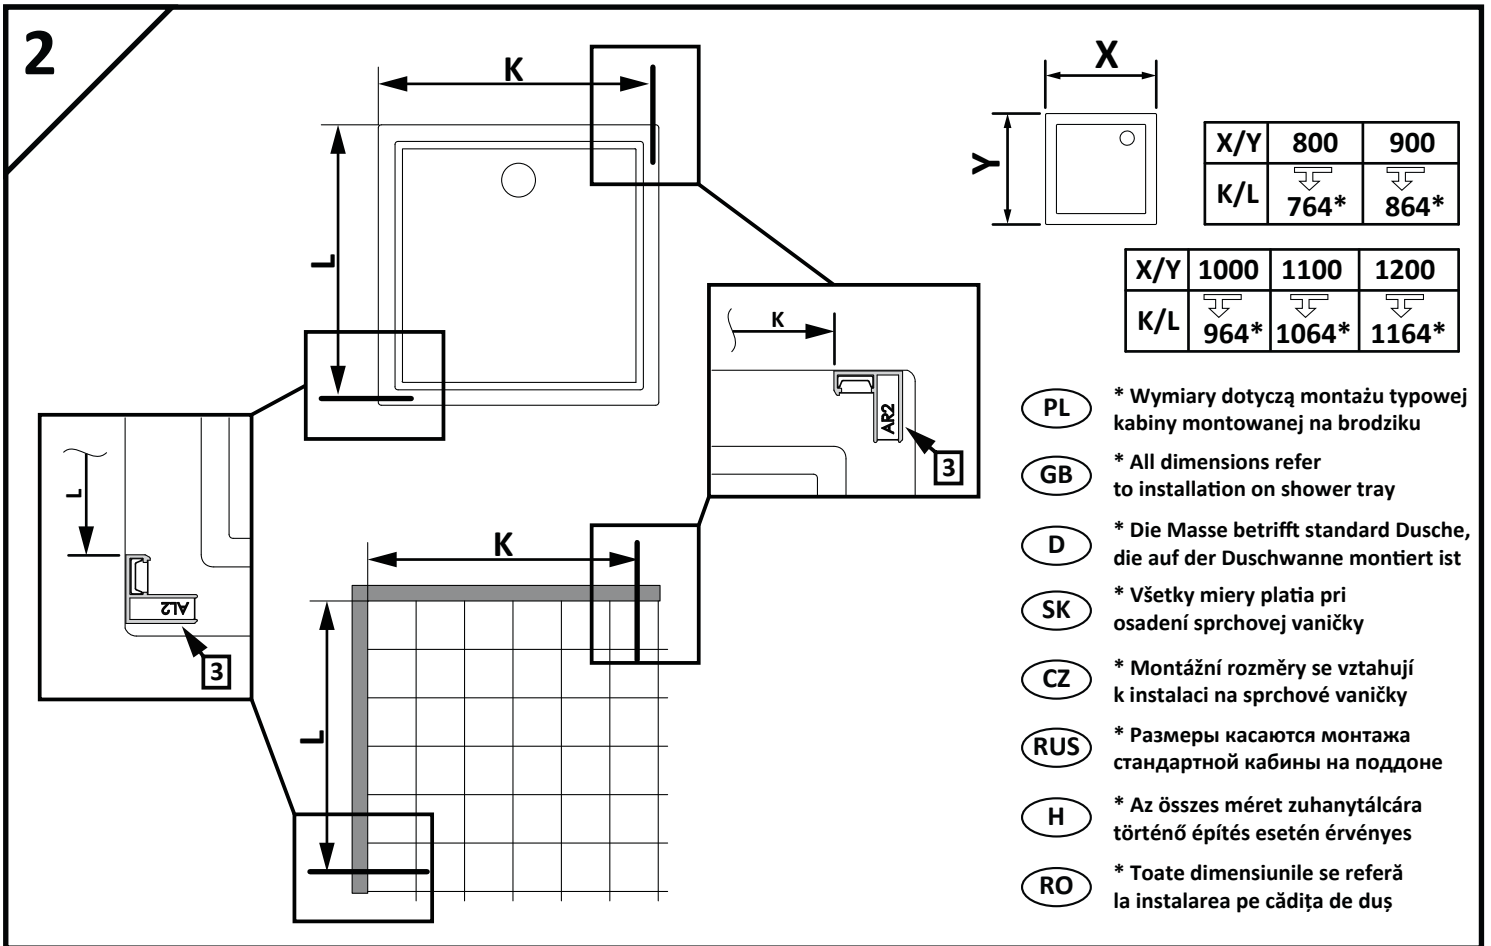 2
K
L
X
Y
X/Y 800 900
K/L 764* 864*
X/Y 1000 1100 1200
K/L 964* 1064* 1164*
K
AR2
3
L
AL2
3
K
L
PL * Wymiary dotyczą montażu typowej
kabiny montowanej na brodziku
GB * All dimensions refer
to installation on shower tray
D * Die Masse betrifft standard Dusche,
die auf der Duschwanne montiert ist
SK * Všetky miery platia pri
osadení sprchovej vaničky
CZ * Montážní rozměry se vztahují
k instalaci na sprchové vaničky
RUS * Размеры касаются монтажа
стандартной кабины на поддоне
H * Az összes méret zuhanytálcára
történő építés esetén érvényes
RO * Toate dimensiunile se referă
la instalarea pe cădița de duș